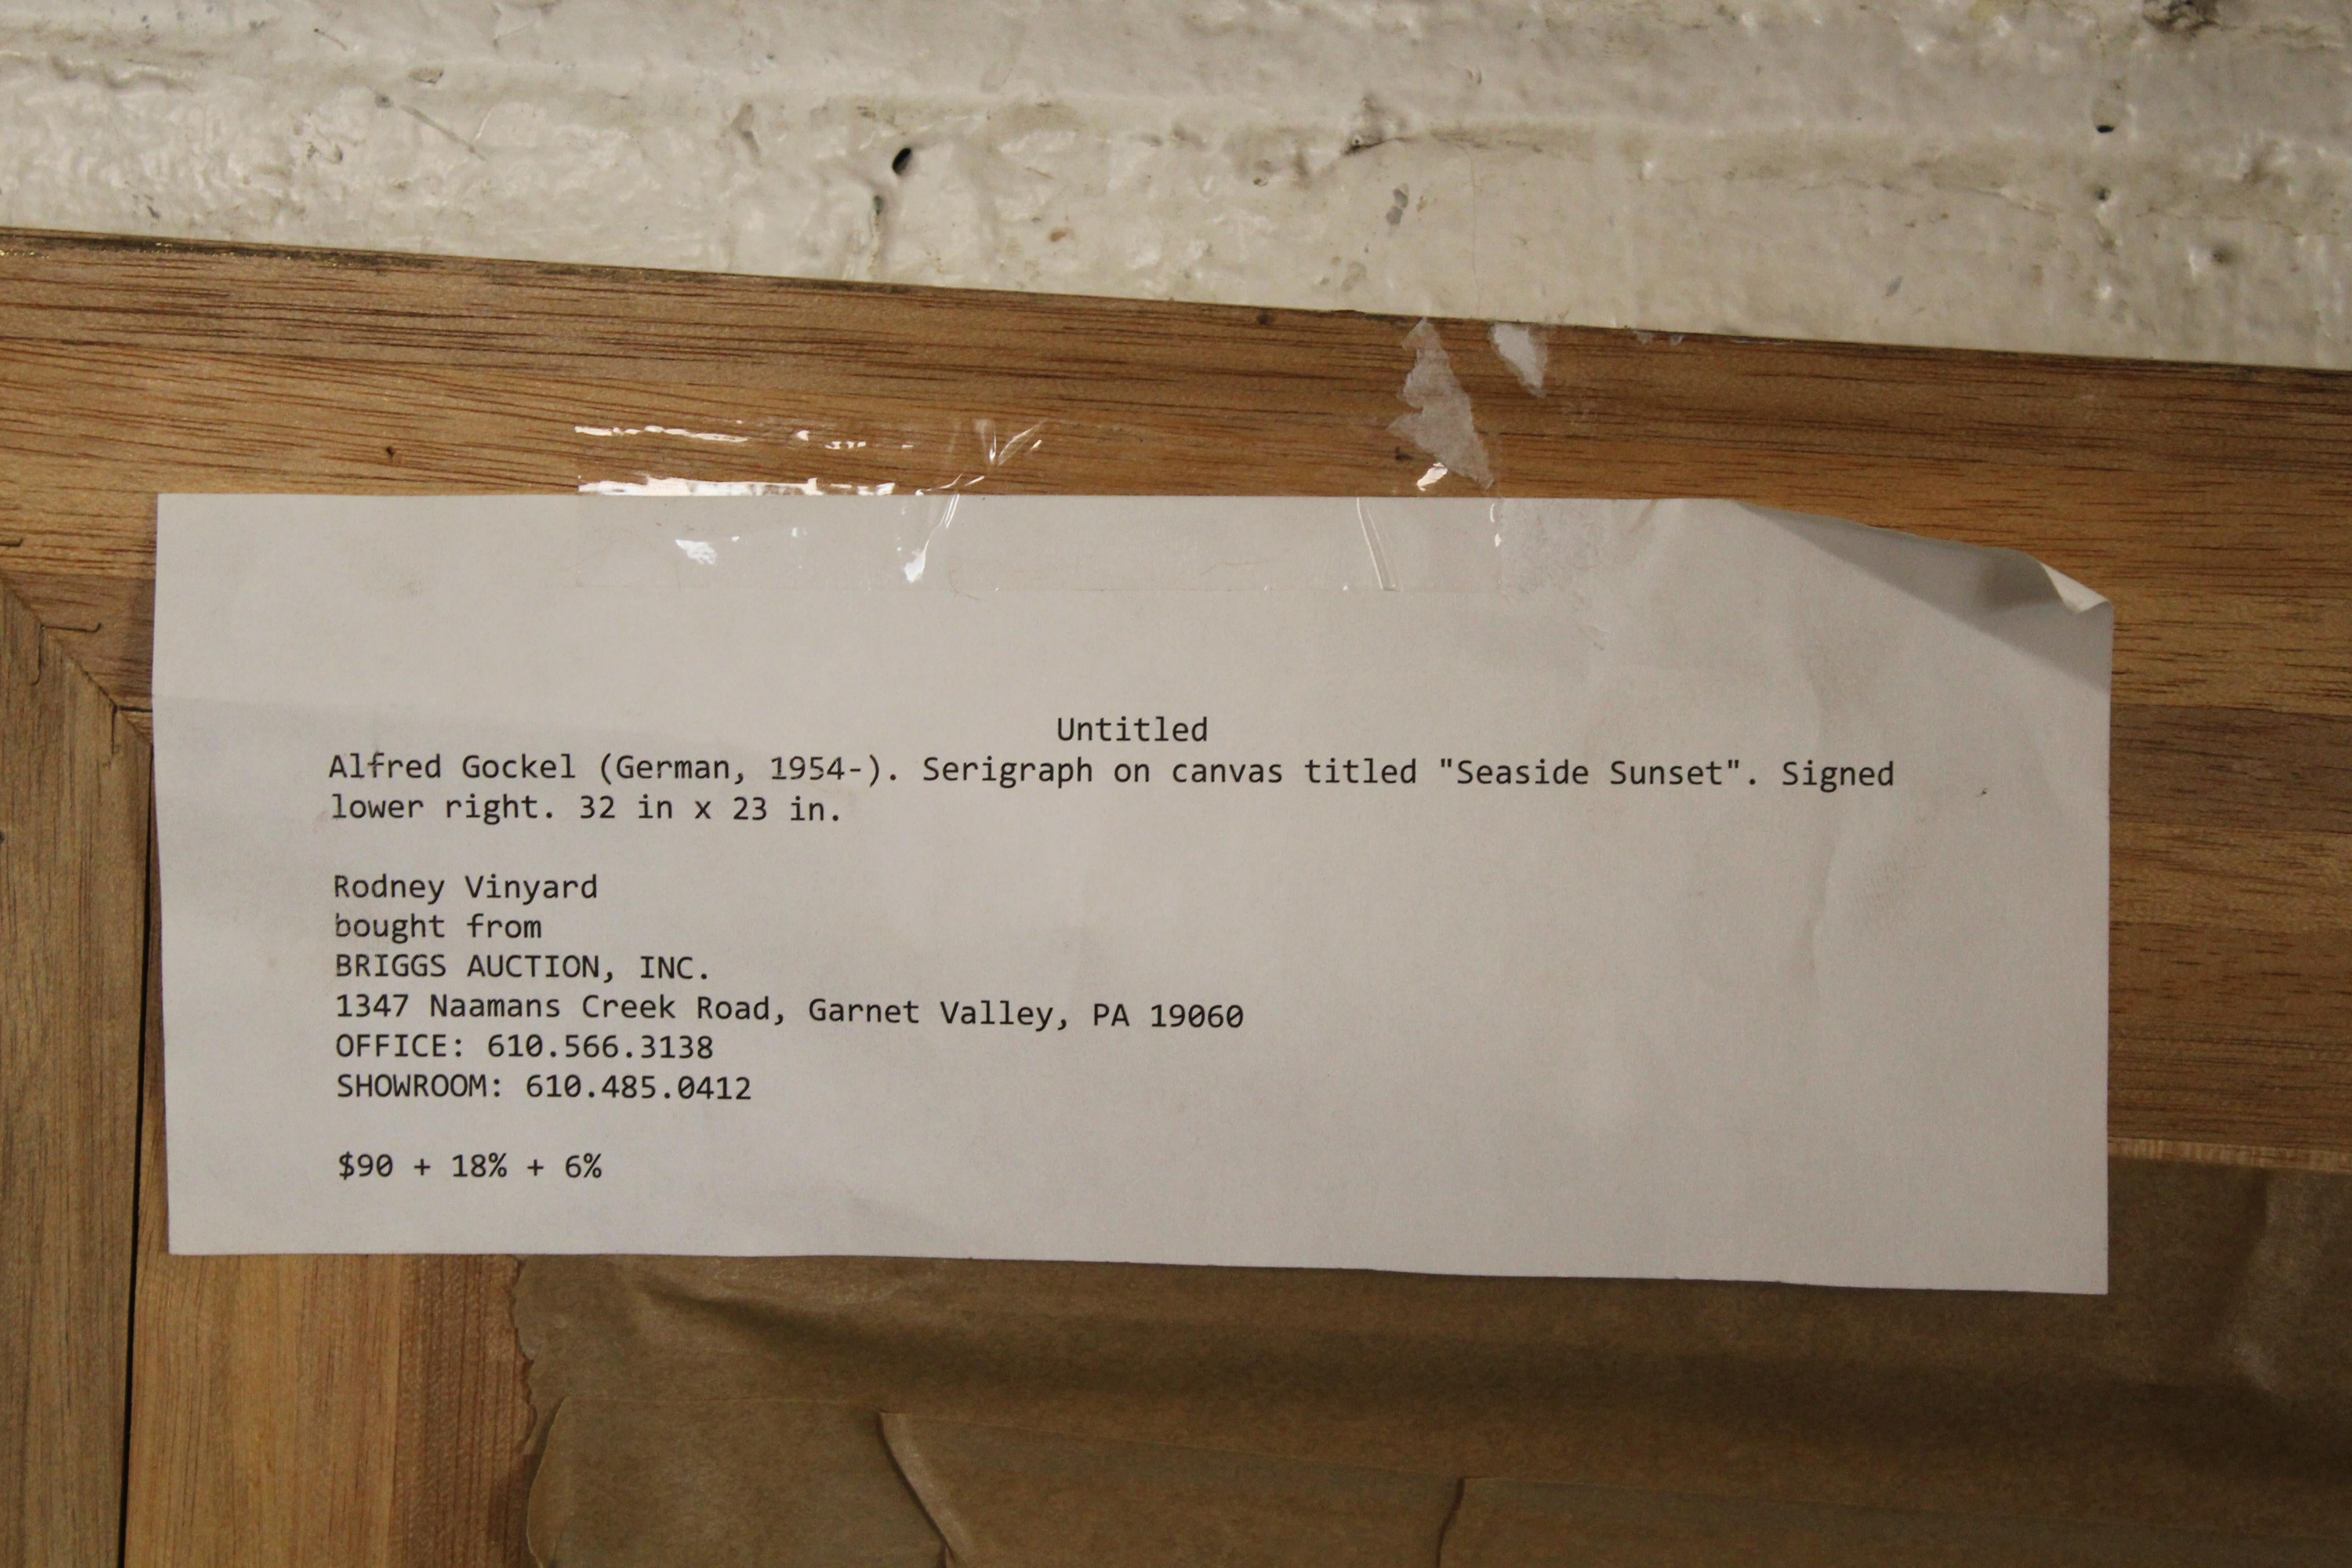 Untitled
Alfred Gockel (German, 1954-). Serigraph on canvas titled "Seaside Sunset". Signed
lower right. 32 in x 23 in.
Rodney Vinyard
bought from
BRIGGS AUCTION, INC.
1347 Naamans Creek Road, Garnet Valley, PA 19060
OFFICE: 610.566.3138
SHOWROOM: 610.485.0412
$90 + 18% + 6%